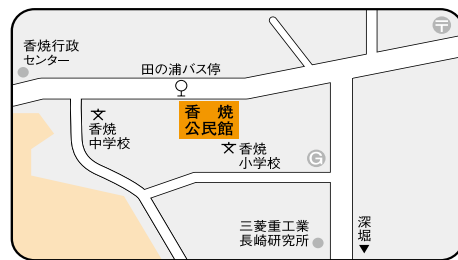 香焼行政
センター
田の浦バス停
香焼
公民館
香焼
中学校
香焼
小学校
G
三菱重工業
長崎研究所
深堀